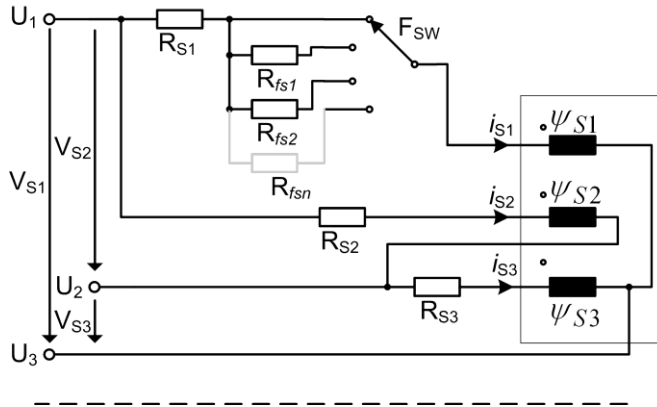 U1
RS1
FSW
Rfs1
Rfs2
Rfsn
VS2
VS1
iS1
ψS1
iS2
ψS2
RS2
U2
iS3
VS3
RS3
ψS3
U3